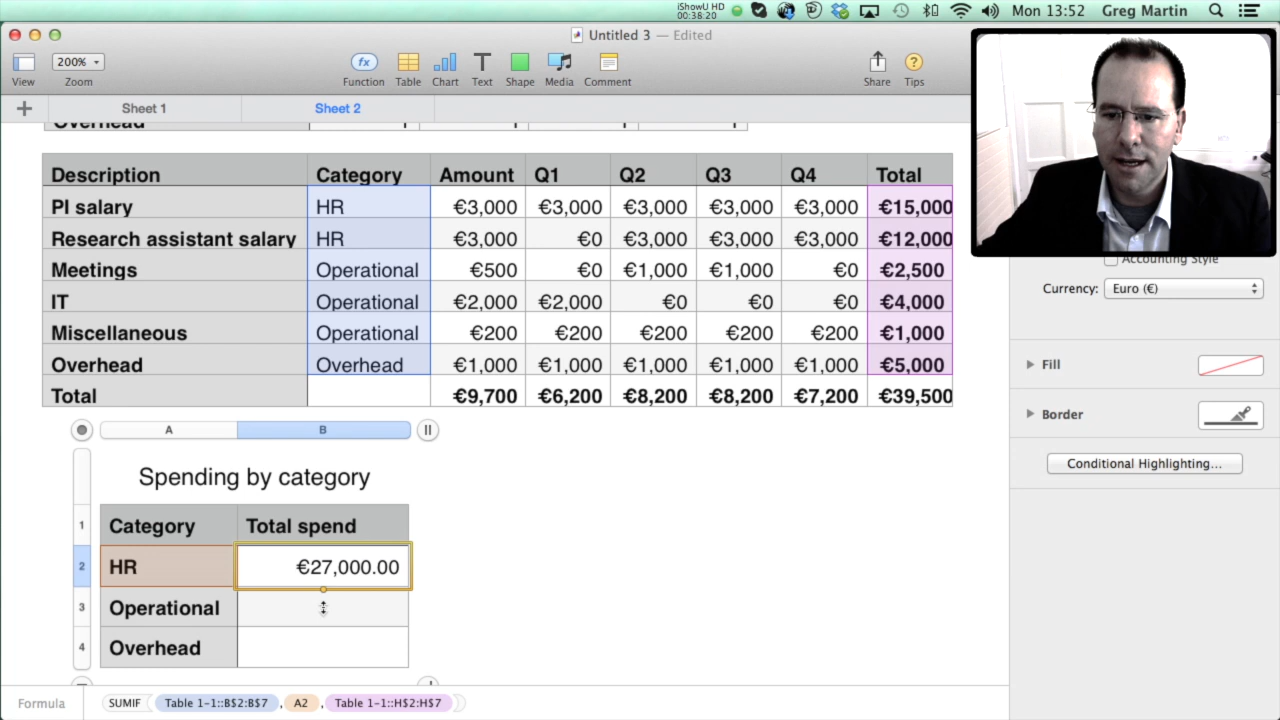 iShowU HD
00:38:20
Mon 13:52 Greg Martin
Untitled 3 — Edited
200%
View Zoom Function Table Chart Text Shape Media Comment Share Tips
fx
Sheet 1 Sheet 2
Overhead
Description Category Amount Q1 Q2 Q3 Q4 Total
PI salary HR €3,000 €3,000 €3,000 €3,000 €3,000 €15,000
Research assistant salary HR €3,000 €0 €3,000 €3,000 €3,000 €12,000
Meetings Operational €500 €0 €1,000 €1,000 €0 €2,500
IT Operational €2,000 €2,000 €0 €0 €0 €4,000
Miscellaneous Operational €200 €200 €200 €200 €200 €1,000
Overhead Overhead €1,000 €1,000 €1,000 €1,000 €1,000 €5,000
Total €9,700 €6,200 €8,200 €8,200 €7,200 €39,500
Accounting Style
Currency: Euro (€)
Fill
Border
Conditional Highlighting...
A B
Spending by category
1 Category Total spend
2 HR €27,000.00
3 Operational
4 Overhead
Formula SUMIF Table 1-1::B$2:B$7 , A2 , Table 1-1::H$2:H$7